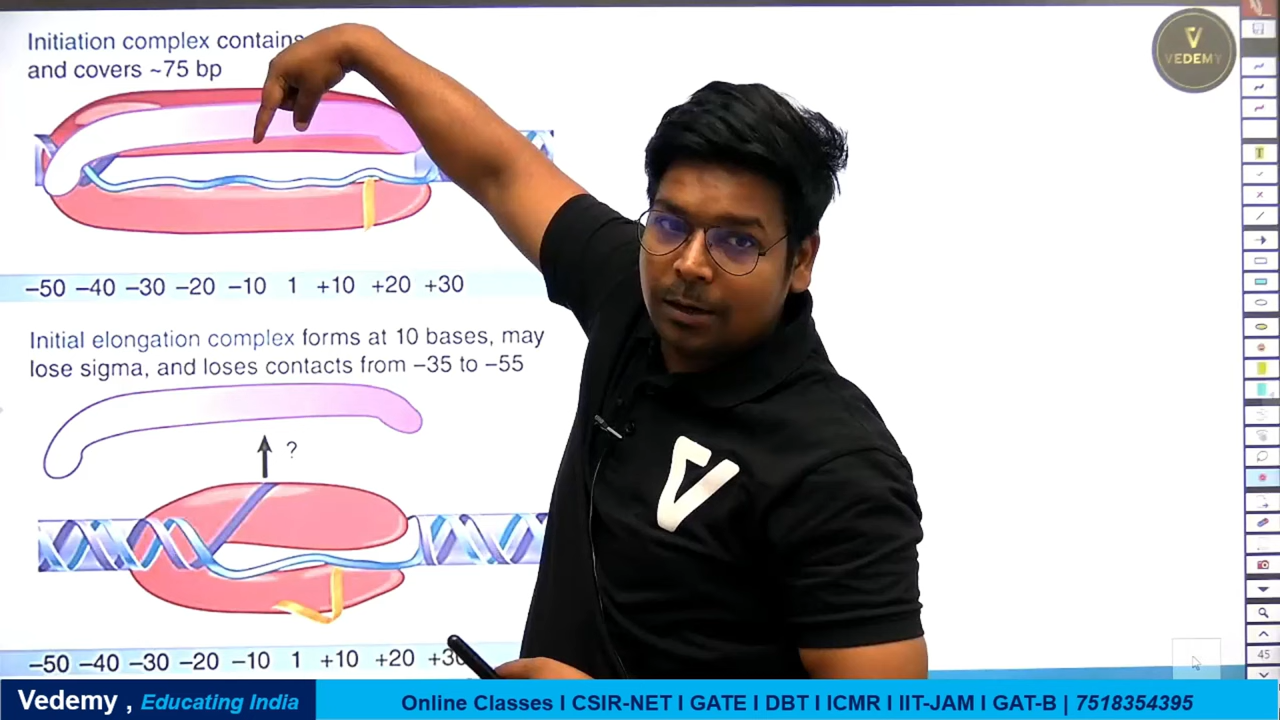 Initiation complex contains
and covers ~75 bp
VEDEMY
–50 –40 –30 –20 –10 1 +10 +20 +30
Initial elongation complex forms at 10 bases, may
lose sigma, and loses contacts from –35 to –55
?
–50 –40 –30 –20 –10 1 +10 +20
T
45
Vedemy , Educating India
Online Classes I CSIR-NET I GATE I DBT I ICMR I IIT-JAM I GAT-B | 7518354395